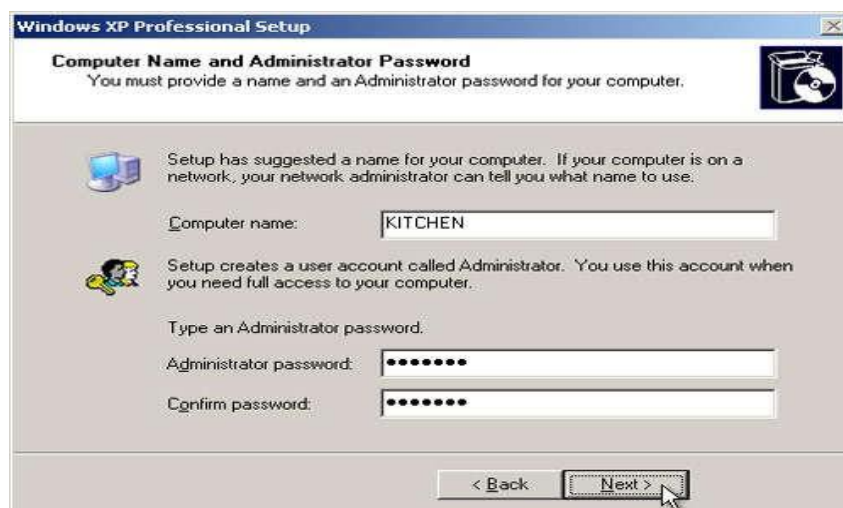 Windows XP Professional Setup
Computer Name and Administrator Password
You must provide a name and an Administrator password for your computer.
Setup has suggested a name for your computer. If your computer is on a
network, your network administrator can tell you what name to use.
Computer name: KITCHEN
Setup creates a user account called Administrator. You use this account when
you need full access to your computer.
Type an Administrator password.
Administrator password: •••••••
Confirm password: •••••••
< Back Next >